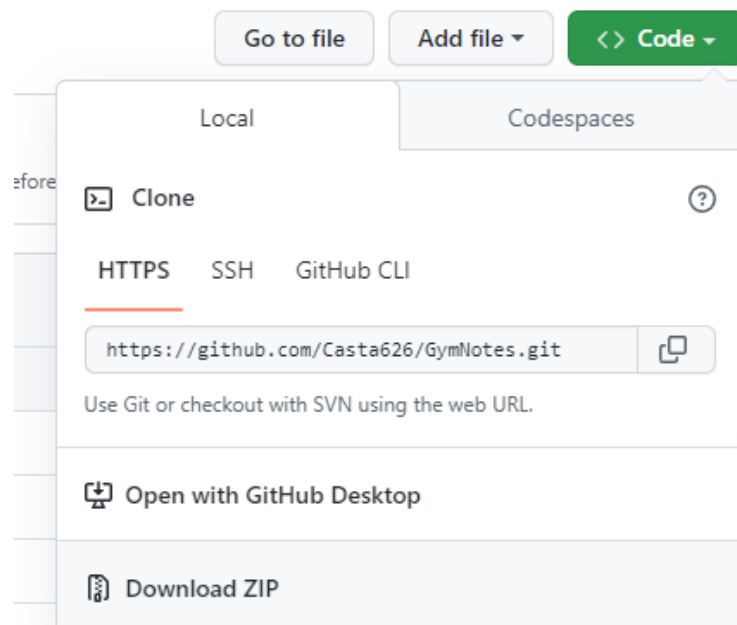 Go to file Add file <> Code
Local Codespaces
efore
Clone
HTTPS SSH GitHub CLI
https://github.com/Casta626/GymNotes.git
Use Git or checkout with SVN using the web URL.
Open with GitHub Desktop
Download ZIP